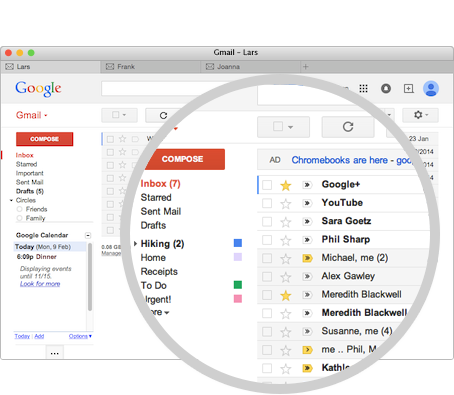 Gmail – Lars
Lars
Frank
Joanna
+
Google
Gmail
COMPOSE
Inbox
Starred
Important
Sent Mail
Drafts (5)
Circles
Friends
Family
Google Calendar
Today (Mon, 9 Feb)
6:09p Dinner
Displaying events
until 11/15.
Look for more
Today · Add
Options
...
0.08 GB
Manage
23 Jan
2014
2014
COMPOSE
Inbox (7)
Starred
Sent Mail
Drafts
Hiking (2)
Home
Receipts
To Do
Urgent!
AD Chromebooks are here -
Google+
YouTube
Sara Goetz
Phil Sharp
Michael, me (2)
Alex Gawley
Meredith Blackwell
Meredith Blackwell
Susanne, me (4)
me .. Phil, M
Kathle